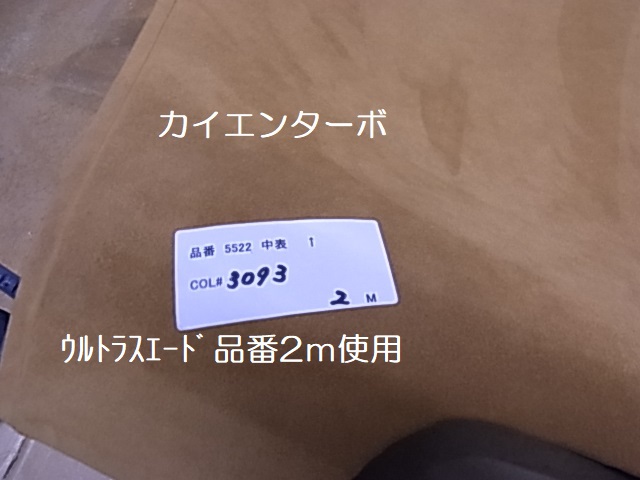 カイエンターボ
品番 5522 中表 ↑
COL# 3093
2 M
ｳﾙﾄﾗｽｴｰﾄﾞ品番2m使用